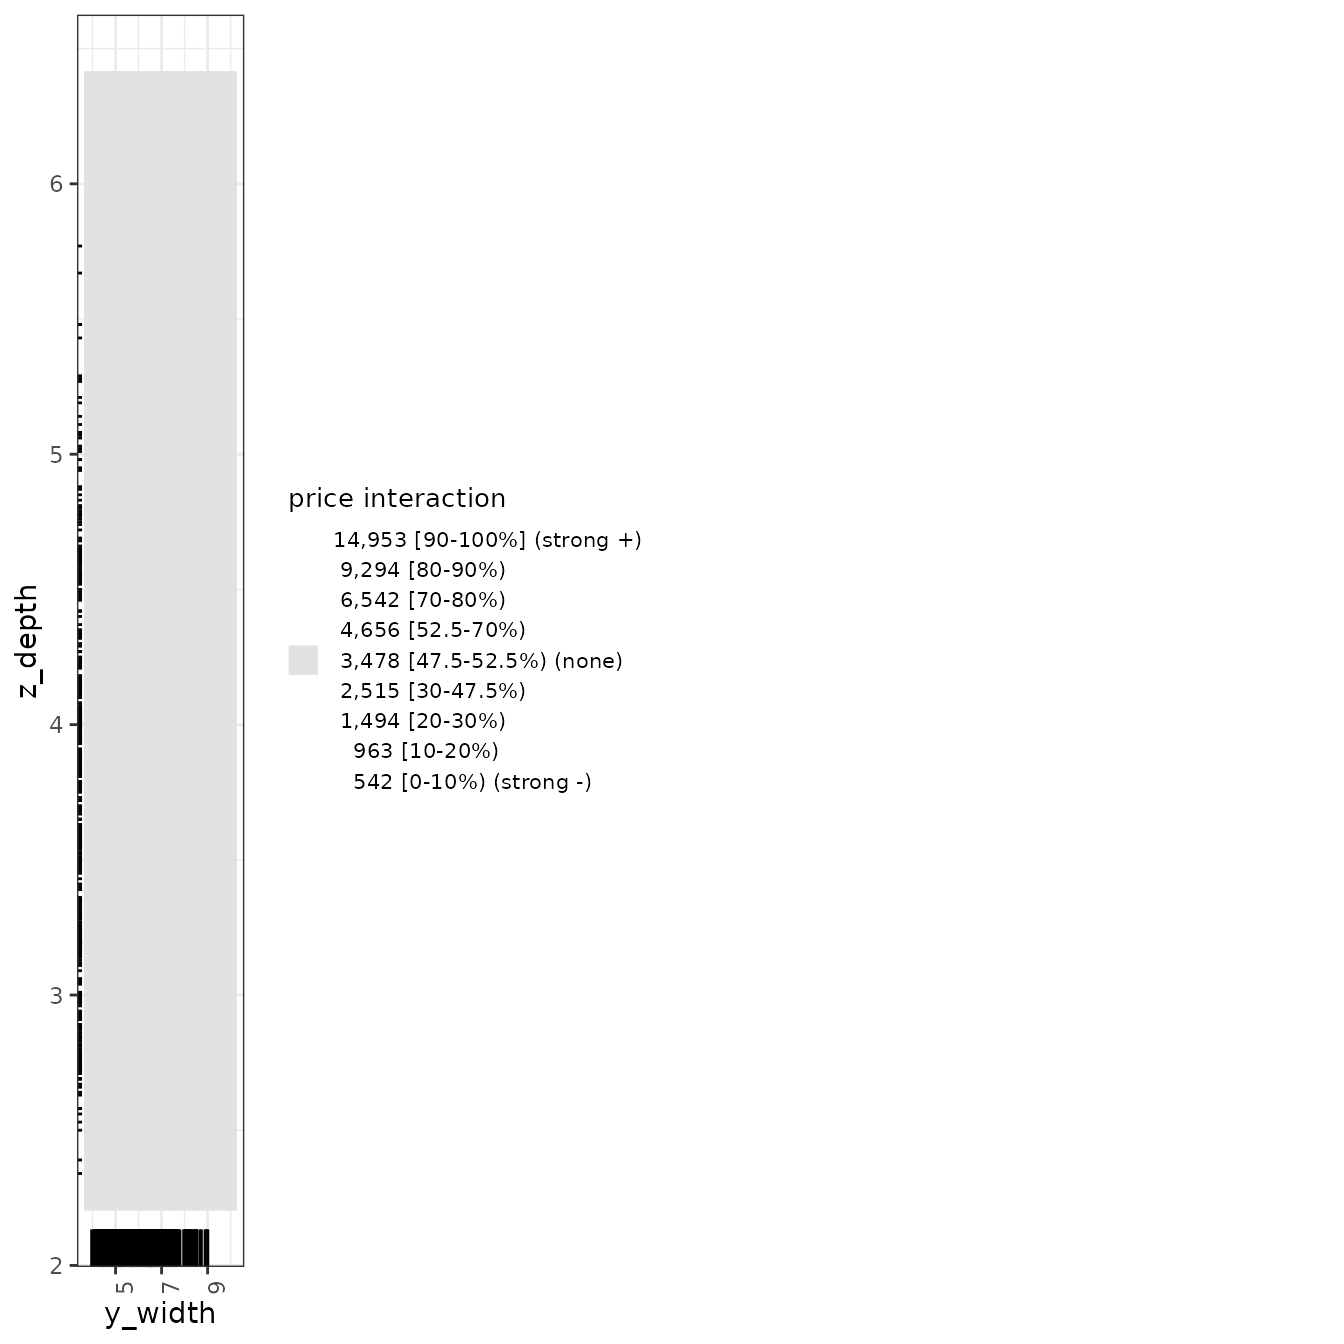 6
5
4
3
2
z_depth
5
7
9
y_width
price interaction
14,953 [90-100%] (strong +)
9,294 [80-90%)
6,542 [70-80%)
4,656 [52.5-70%)
3,478 [47.5-52.5%) (none)
2,515 [30-47.5%)
1,494 [20-30%)
963 [10-20%)
542 [0-10%) (strong -)